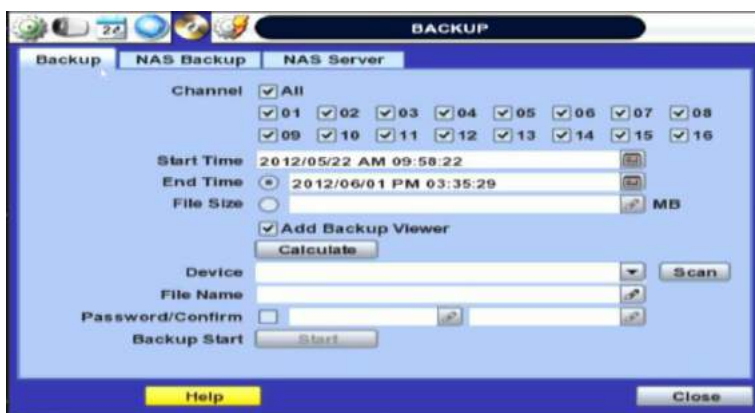 BACKUP
Backup NAS Backup NAS Server
Channel All
01 02 03 04 05 06 07 08
09 10 11 12 13 14 15 16
Start Time 2012/05/22 AM 09:58:22
End Time 2012/06/01 PM 03:35:29
File Size MB
Add Backup Viewer
Calculate
Device Scan
File Name
Password/Confirm
Backup Start Start
Help Close